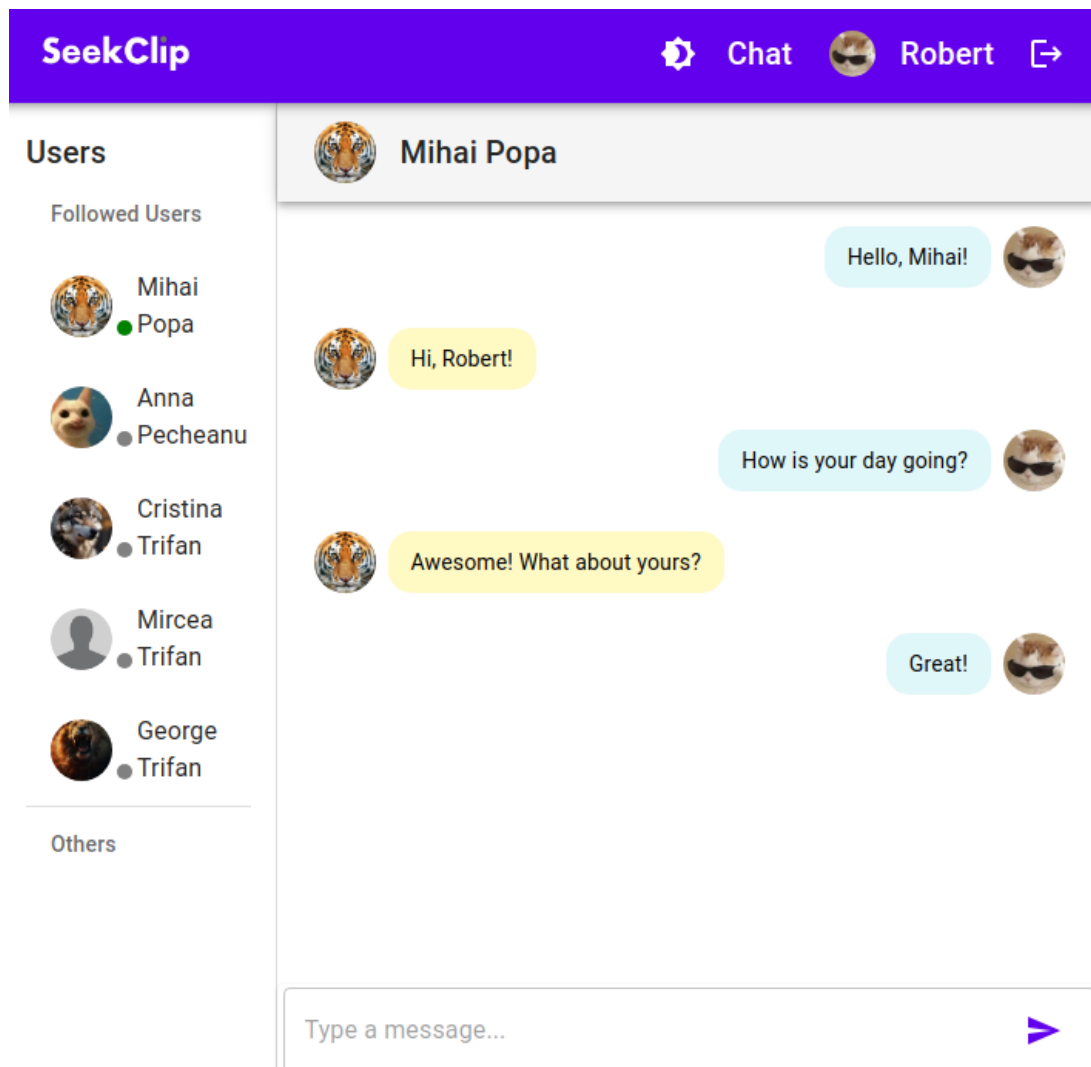 SeekClip
Chat
Robert
Users
Followed Users
Mihai
Popa
Anna
Pecheanu
Cristina
Trifan
Mircea
Trifan
George
Trifan
Others
Mihai Popa
Hello, Mihai!
Hi, Robert!
How is your day going?
Awesome! What about yours?
Great!
Type a message...